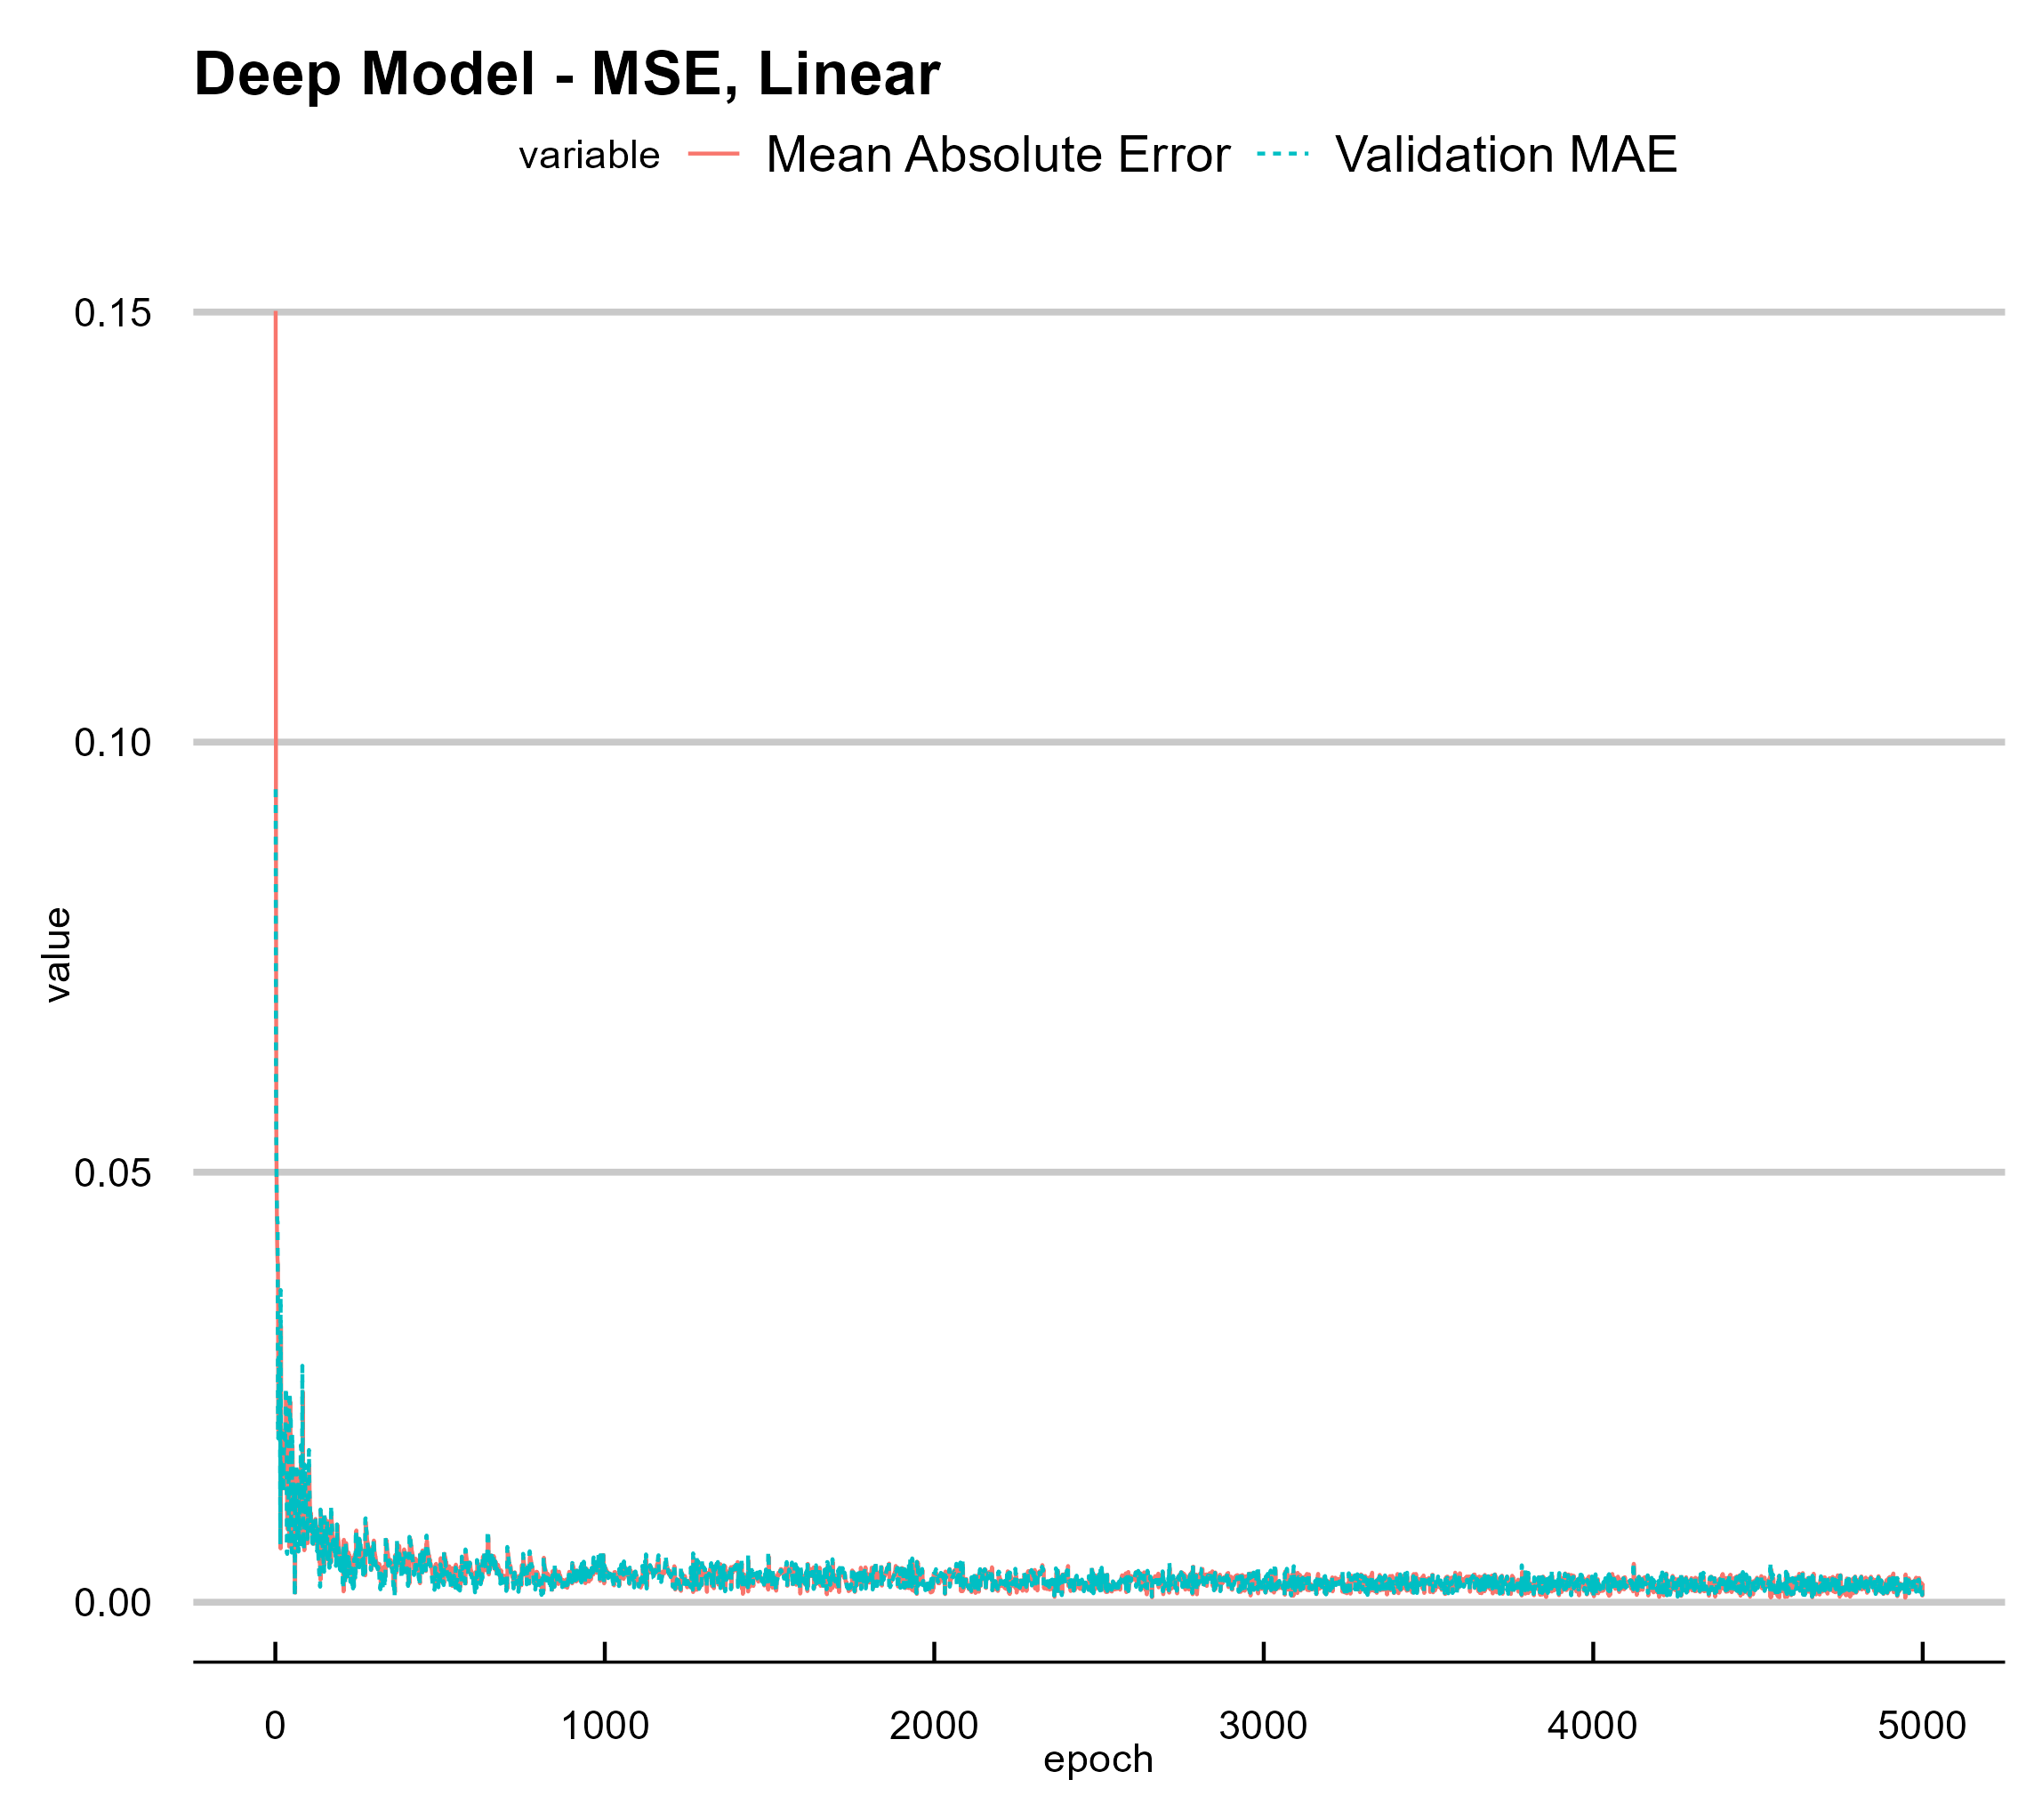 Deep Model - MSE, Linear
variable Mean Absolute Error Validation MAE
0.15
0.10
0.05
0.00
value
0 1000 2000 3000 4000 5000
epoch